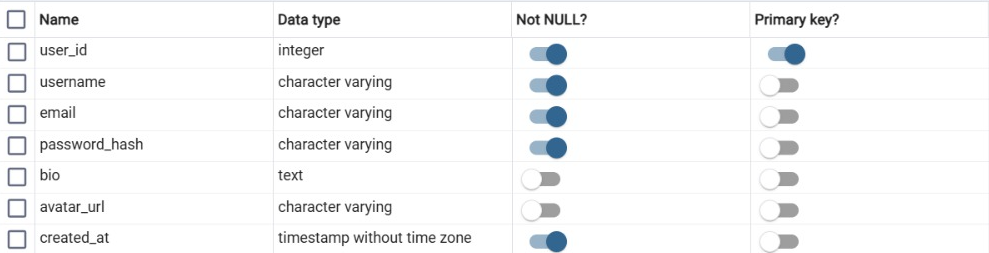 Name Data type Not NULL? Primary key?
user_id integer
username character varying
email character varying
password_hash character varying
bio text
avatar_url character varying
created_at timestamp without time zone